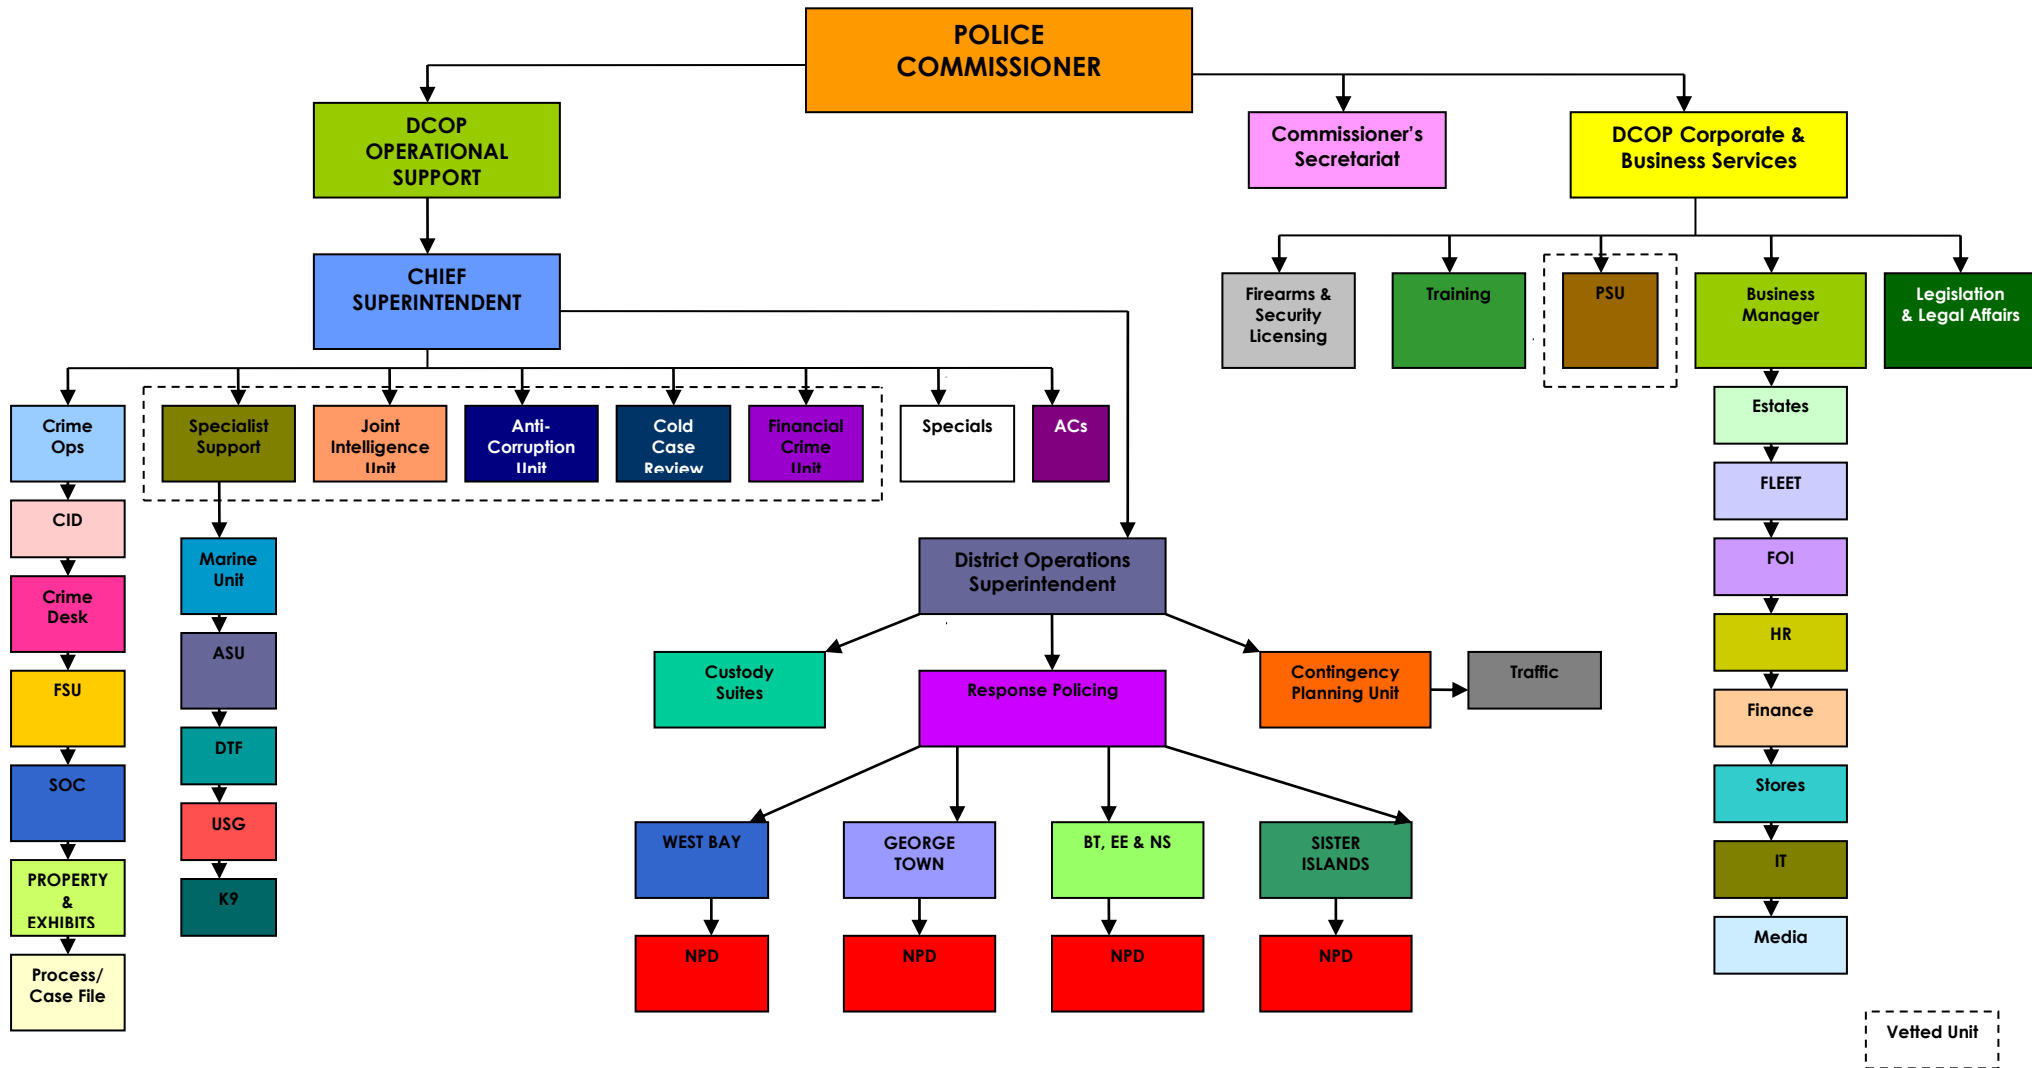 POLICE
COMMISSIONER
DCOP
OPERATIONAL
SUPPORT
Commissioner's
Secretariat
DCOP Corporate &
Business Services
CHIEF
SUPERINTENDENT
Firearms &
Security
Licensing
Training
PSU
Business
Manager
Legislation
& Legal Affairs
Crime
Ops
Specialist
Support
Joint
Intelligence
Unit
Anti-
Corruption
Unit
Cold
Case
Review
Financial
Crime
Unit
Specials
ACs
Estates
FLEET
FOI
HR
Finance
Stores
IT
Media
CID
Crime
Desk
FSU
SOC
PROPERTY
&
EXHIBITS
Process/
Case File
Marine
Unit
ASU
DTF
USG
K9
District Operations
Superintendent
Custody
Suites
Response Policing
Contingency
Planning Unit
Traffic
WEST BAY
GEORGE
TOWN
BT, EE & NS
SISTER
ISLANDS
NPD
NPD
NPD
NPD
Vetted Unit